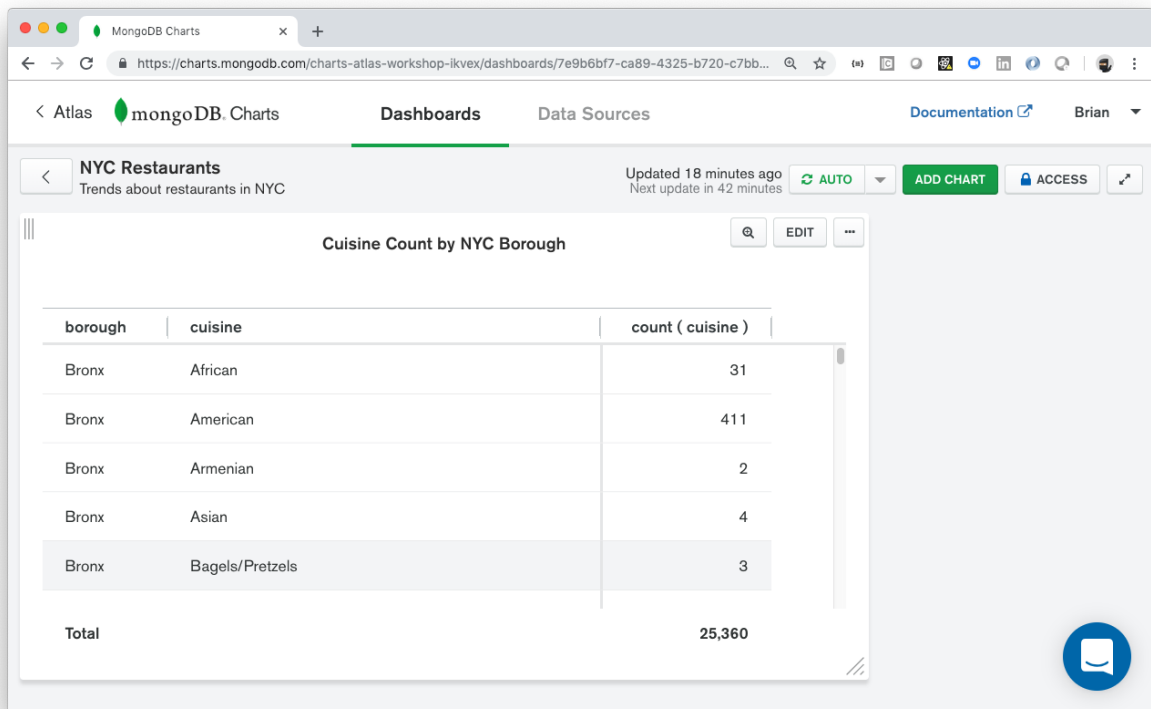 MongoDB Charts
https://charts.mongodb.com/charts-atlas-workshop-ikvex/dashboards/7e9b6bf7-ca89-4325-b720-c7bb...
Atlas
mongoDB. Charts
Dashboards
Data Sources
Documentation
Brian
NYC Restaurants
Trends about restaurants in NYC
Updated 18 minutes ago
Next update in 42 minutes
AUTO
ADD CHART
ACCESS
Cuisine Count by NYC Borough
EDIT
borough cuisine count ( cuisine )
Bronx African 31
Bronx American 411
Bronx Armenian 2
Bronx Asian 4
Bronx Bagels/Pretzels 3
Total 25,360